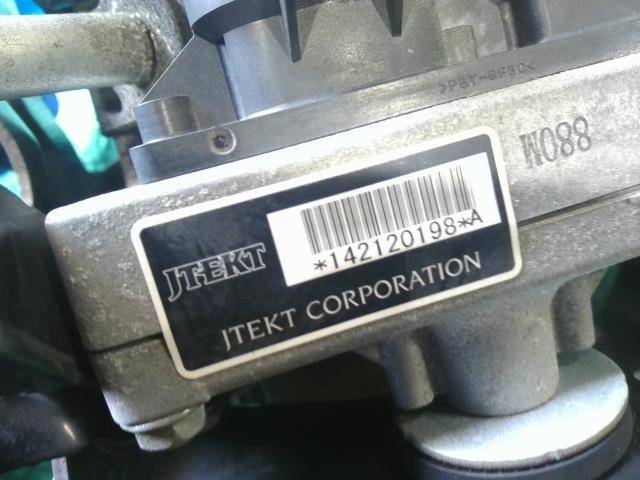 >PBT-GF30<
W088
*142120198*A
JTEKT
JTEKT CORPORATION